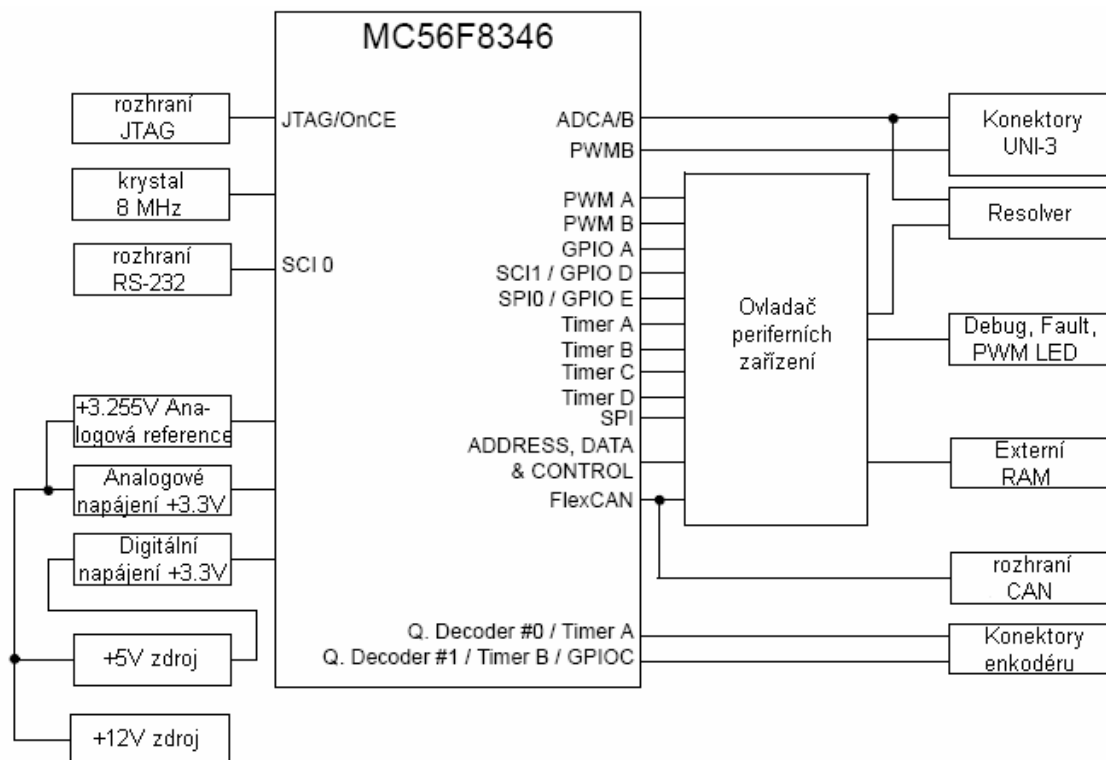 MC56F8346
rozhraní
JTAG
krystal
8 MHz
rozhraní
RS-232
+3.255V Ana-
logová reference
Analogové
napájení +3.3V
Digitální
napájení +3.3V
+5V zdroj
+12V zdroj
JTAG/OnCE
SCI 0
ADCA/B
PWMB
PWM A
PWM B
GPIO A
SCI1 / GPIO D
SPI0 / GPIO E
Timer A
Timer B
Timer C
Timer D
SPI
ADDRESS, DATA
& CONTROL
FlexCAN
Q. Decoder #0 / Timer A
Q. Decoder #1 / Timer B / GPIOC
Ovladač
periferních
zařízení
Konektory
UNI-3
Resolver
Debug, Fault,
PWM LED
Externí
RAM
rozhraní
CAN
Konektory
enkodéru